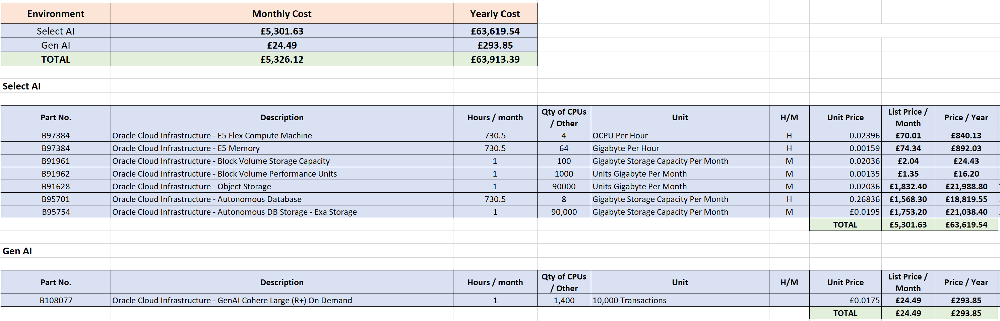 Environment Monthly Cost Yearly Cost
Select AI £5,301.63 £63,619.54
Gen AI £24.49 £293.85
TOTAL £5,326.12 £63,913.39
Select AI
Part No. Description Hours / month Qty of CPUs / Other Unit H/M Unit Price List Price / Month Price / Year
B97384 Oracle Cloud Infrastructure - E5 Flex Compute Machine 730.5 4 OCPU Per Hour H 0.02396 £70.01 £840.13
B97384 Oracle Cloud Infrastructure - E5 Memory 730.5 64 Gigabyte Per Hour H 0.00159 £74.34 £892.03
B91961 Oracle Cloud Infrastructure - Block Volume Storage Capacity 1 100 Gigabyte Storage Capacity Per Month M 0.02036 £2.04 £24.43
B91962 Oracle Cloud Infrastructure - Block Volume Performance Units 1 1000 Units Gigabyte Per Month M 0.00135 £1.35 £16.20
B91628 Oracle Cloud Infrastructure - Object Storage 1 90000 Units Gigabyte Per Month M 0.02036 £1,832.40 £21,988.80
B95701 Oracle Cloud Infrastructure - Autonomous Database 730.5 8 Gigabyte Storage Capacity Per Month H 0.26836 £1,568.30 £18,819.55
B95754 Oracle Cloud Infrastructure - Autonomous DB Storage - Exa Storage 1 90,000 Gigabyte Storage Capacity Per Month M £0.0195 £1,753.20 £21,038.40
TOTAL £5,301.63 £63,619.54
Gen AI
Part No. Description Hours / month Qty of CPUs / Other Unit H/M Unit Price List Price / Month Price / Year
B108077 Oracle Cloud Infrastructure - GenAI Cohere Large (R+) On Demand 1 1,400 10,000 Transactions £0.0175 £24.49 £293.85
TOTAL £24.49 £293.85